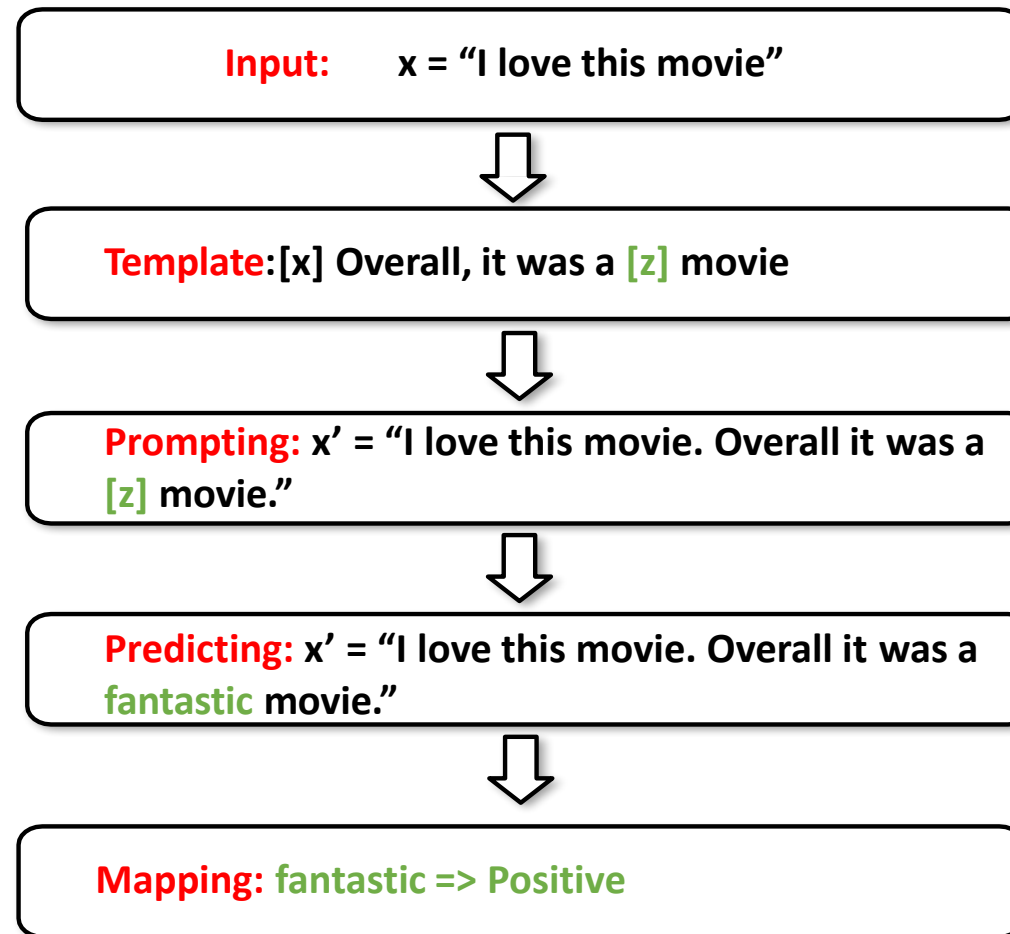 Input: x = “I love this movie”
Template:[x] Overall, it was a [z] movie
Prompting: x’ = “I love this movie. Overall it was a
[z] movie.”
Predicting: x’ = “I love this movie. Overall it was a
fantastic movie.”
Mapping: fantastic => Positive